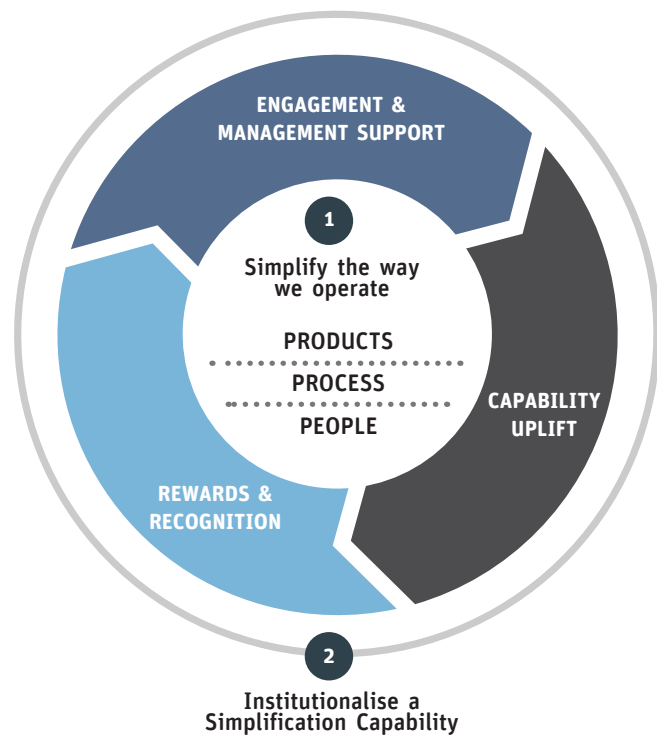 ENGAGEMENT &
MANAGEMENT SUPPORT
1
Simplify the way
we operate
PRODUCTS
PROCESS
PEOPLE
CAPABILITY
UPLIFT
REWARDS &
RECOGNITION
2
Institutionalise a
Simplification Capability